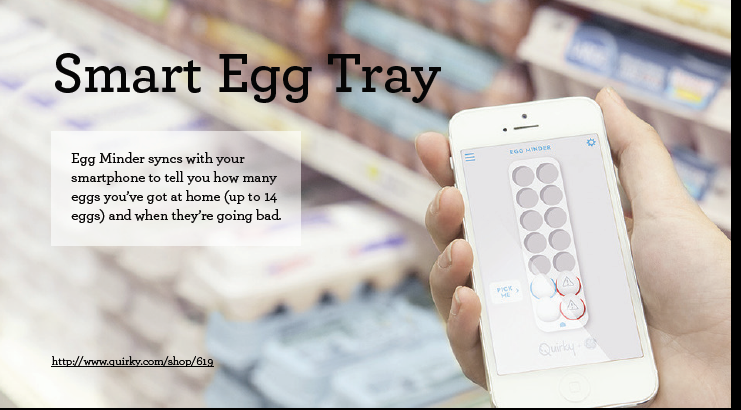 Smart Egg Tray
Egg Minder syncs with your
smartphone to tell you how many
eggs you've got at home (up to 14
eggs) and when they're going bad.
EGG MINDER
PICK
ME
Quirky
http://www.quirky.com/shop/619